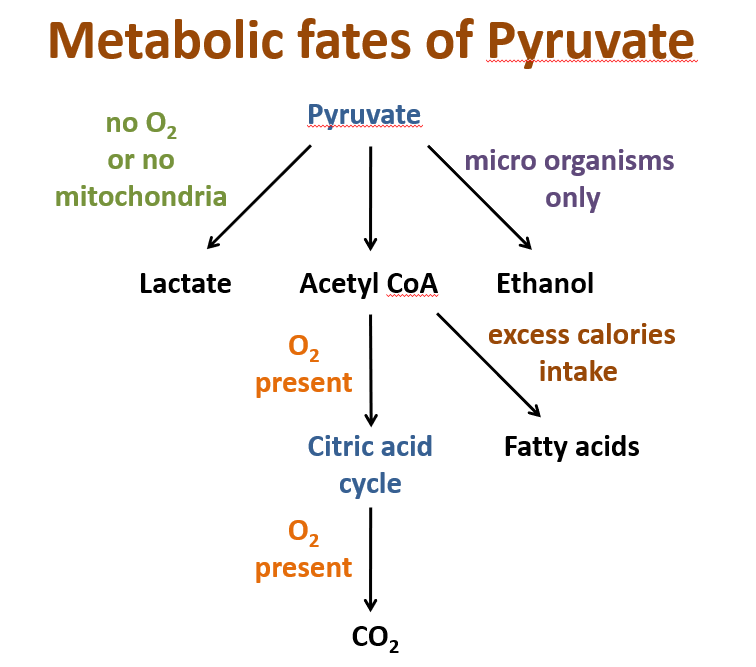 Metabolic fates of Pyruvate
no O₂
or no
mitochondria
Pyruvate
micro organisms
only
Lactate
Acetyl CoA
Ethanol
O₂
present
excess calories
intake
Citric acid
cycle
Fatty acids
O₂
present
CO₂